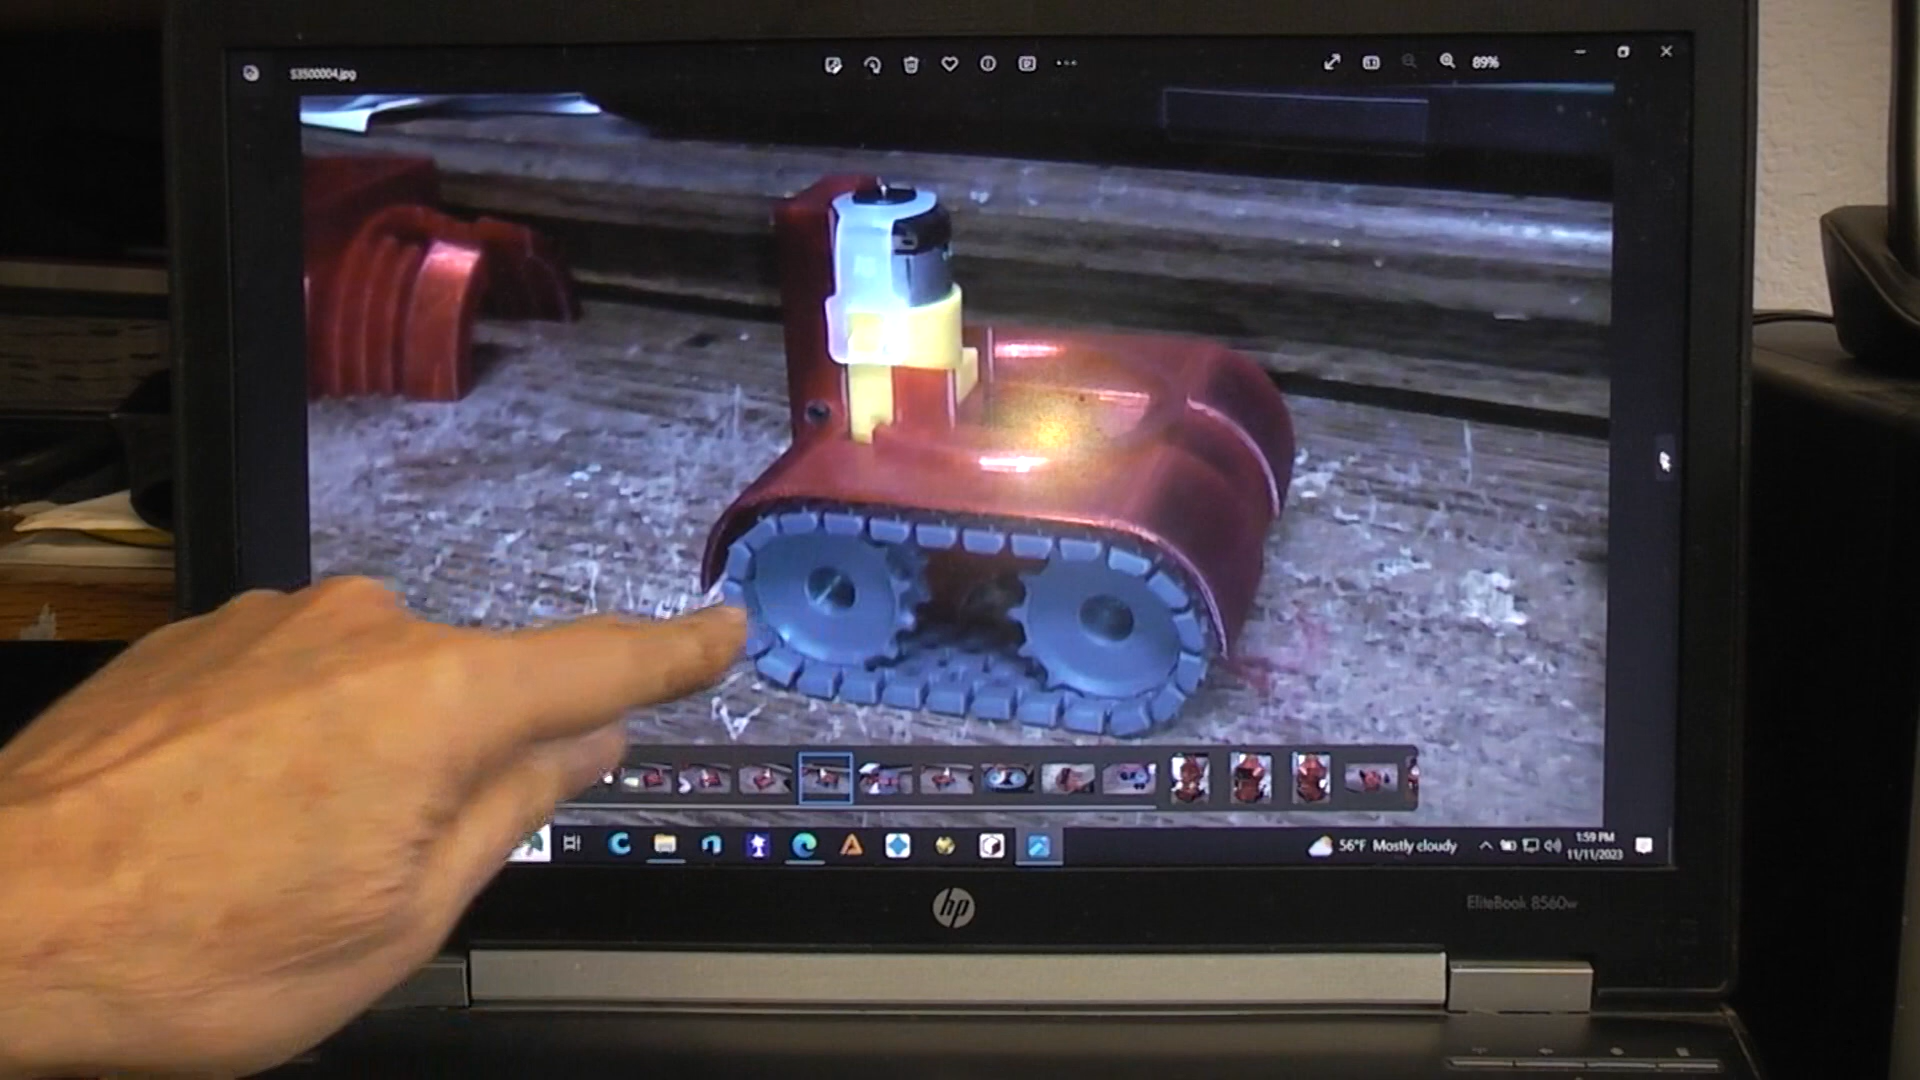 S3500004.jpg
89%
56°F Mostly cloudy
1:59 PM
11/11/2023
hp
EliteBook 8560w